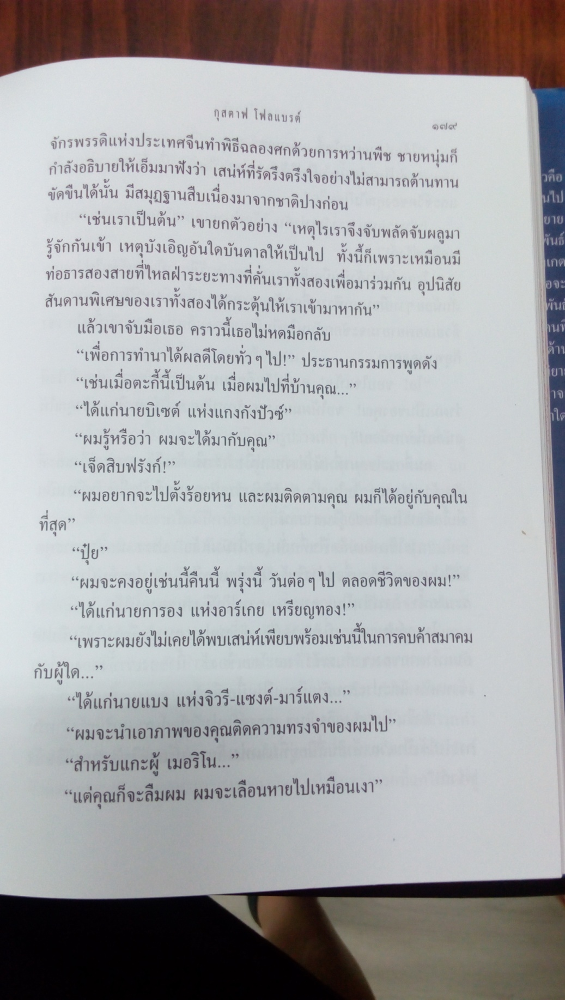 กุสตาฟ โฟลแบรต์
๑๗๙
จักรพรรดิแห่งประเทศจีนทำพิธีฉลองศกด้วยการหว่านพืช ชายหนุ่มก็
กำลังอธิบายให้เอ็มมาฟังว่า เสน่ห์ที่รัดรึงตรึงใจอย่างไม่สามารถต้านทาน
ขัดขืนได้นั้น มีสมุฏฐานสืบเนื่องมาจากชาติปางก่อน
“เช่นเราเป็นต้น” เขายกตัวอย่าง “เหตุไรเราจึงจับพลัดจับผลูมา
รู้จักกันเข้า เหตุบังเอิญอันใดบันดาลให้เป็นไป ทั้งนี้ก็เพราะเหมือนมี
ท่อธารสองสายที่ไหลฝ่าระยะทางที่คั่นเราทั้งสองเพื่อมาร่วมกัน อุปนิสัย
สันดานพิเศษของเราทั้งสองได้กระตุ้นให้เราเข้ามาหากัน”
แล้วเขาจับมือเธอ คราวนี้เธอไม่หดมือกลับ
“เพื่อการทำนาได้ผลดีโดยทั่ว ๆ ไป!” ประธานกรรมการพูดดัง
“เช่นเมื่อตะกี้นี้เป็นต้น เมื่อผมไปที่บ้านคุณ...”
“ได้แก่นายบิเซต์ แห่งแกงกังปัวซ์”
“ผมรู้หรือว่า ผมจะได้มากับคุณ”
“เจ็ดสิบฟรังก์!”
“ผมอยากจะไปตั้งร้อยหน และผมติดตามคุณ ผมก็ได้อยู่กับคุณใน
ที่สุด”
“ปุ๋ย”
“ผมจะคงอยู่เช่นนี้คืนนี้ พรุ่งนี้ วันต่อ ๆ ไป ตลอดชีวิตของผม!”
“ได้แก่นายการอง แห่งอาร์เกย เหรียญทอง!”
“เพราะผมยังไม่เคยได้พบเสน่ห์เพียบพร้อมเช่นนี้ในการคบค้าสมาคม
กับผู้ใด...”
“ได้แก่นายแบง แห่งจิวรี-แซงต์-มาร์แตง...”
“ผมจะนำเอาภาพของคุณติดความทรงจำของผมไป”
“สำหรับแกะผู้ เมอริโน...”
“แต่คุณก็จะลืมผม ผมจะเลือนหายไปเหมือนเงา”